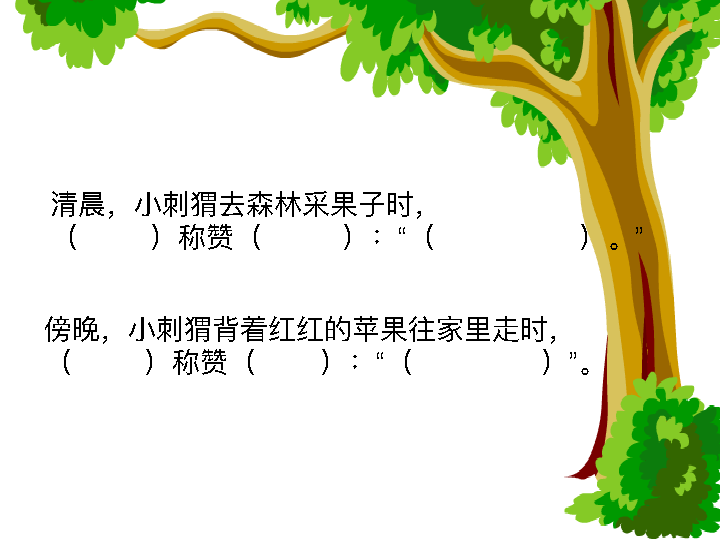 清晨，小刺猬去森林采果子时，
（　　）称赞（　　）：“（　　　　）。”
傍晚，小刺猬背着红红的苹果往家里走时，
（　　）称赞（　　）：“（　　　　）”。